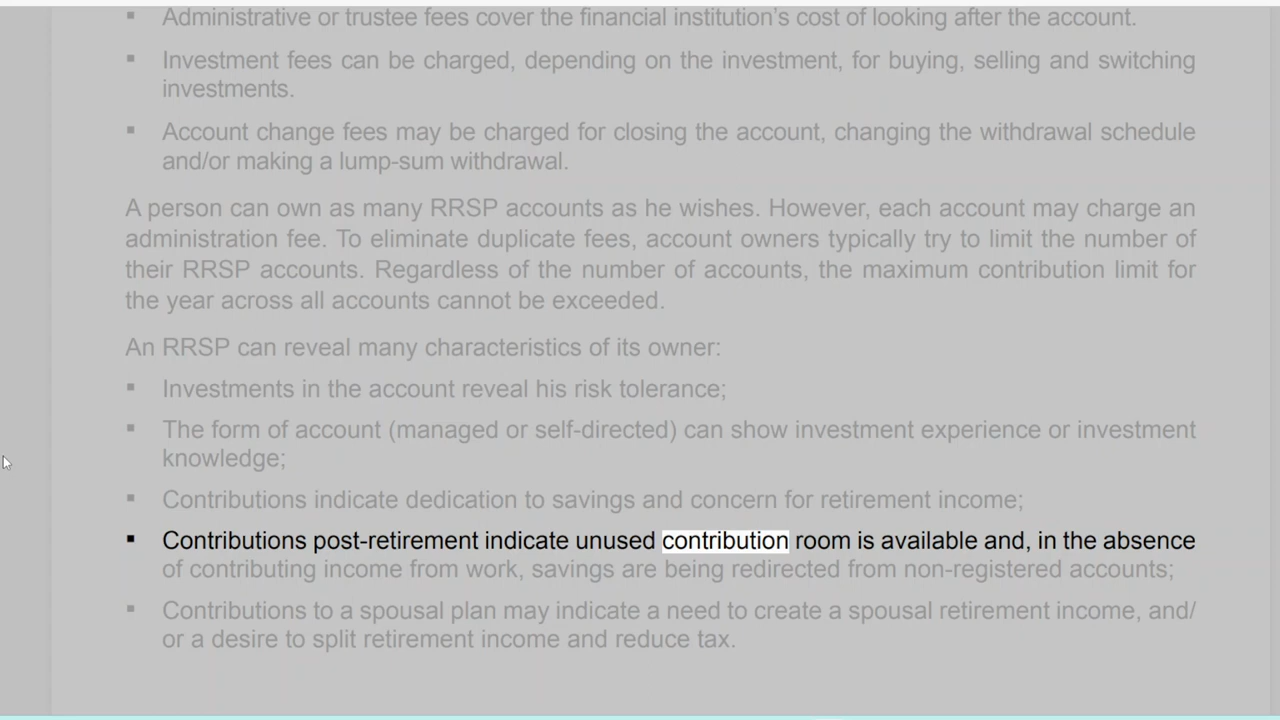 ▪ Administrative or trustee fees cover the financial institution's cost of looking after the account.
▪ Investment fees can be charged, depending on the investment, for buying, selling and switching
investments.
▪ Account change fees may be charged for closing the account, changing the withdrawal schedule
and/or making a lump-sum withdrawal.
A person can own as many RRSP accounts as he wishes. However, each account may charge an
administration fee. To eliminate duplicate fees, account owners typically try to limit the number of
their RRSP accounts. Regardless of the number of accounts, the maximum contribution limit for
the year across all accounts cannot be exceeded.
An RRSP can reveal many characteristics of its owner:
▪ Investments in the account reveal his risk tolerance;
▪ The form of account (managed or self-directed) can show investment experience or investment
knowledge;
▪ Contributions indicate dedication to savings and concern for retirement income;
▪ Contributions post-retirement indicate unused contribution room is available and, in the absence
of contributing income from work, savings are being redirected from non-registered accounts;
▪ Contributions to a spousal plan may indicate a need to create a spousal retirement income, and/
or a desire to split retirement income and reduce tax.